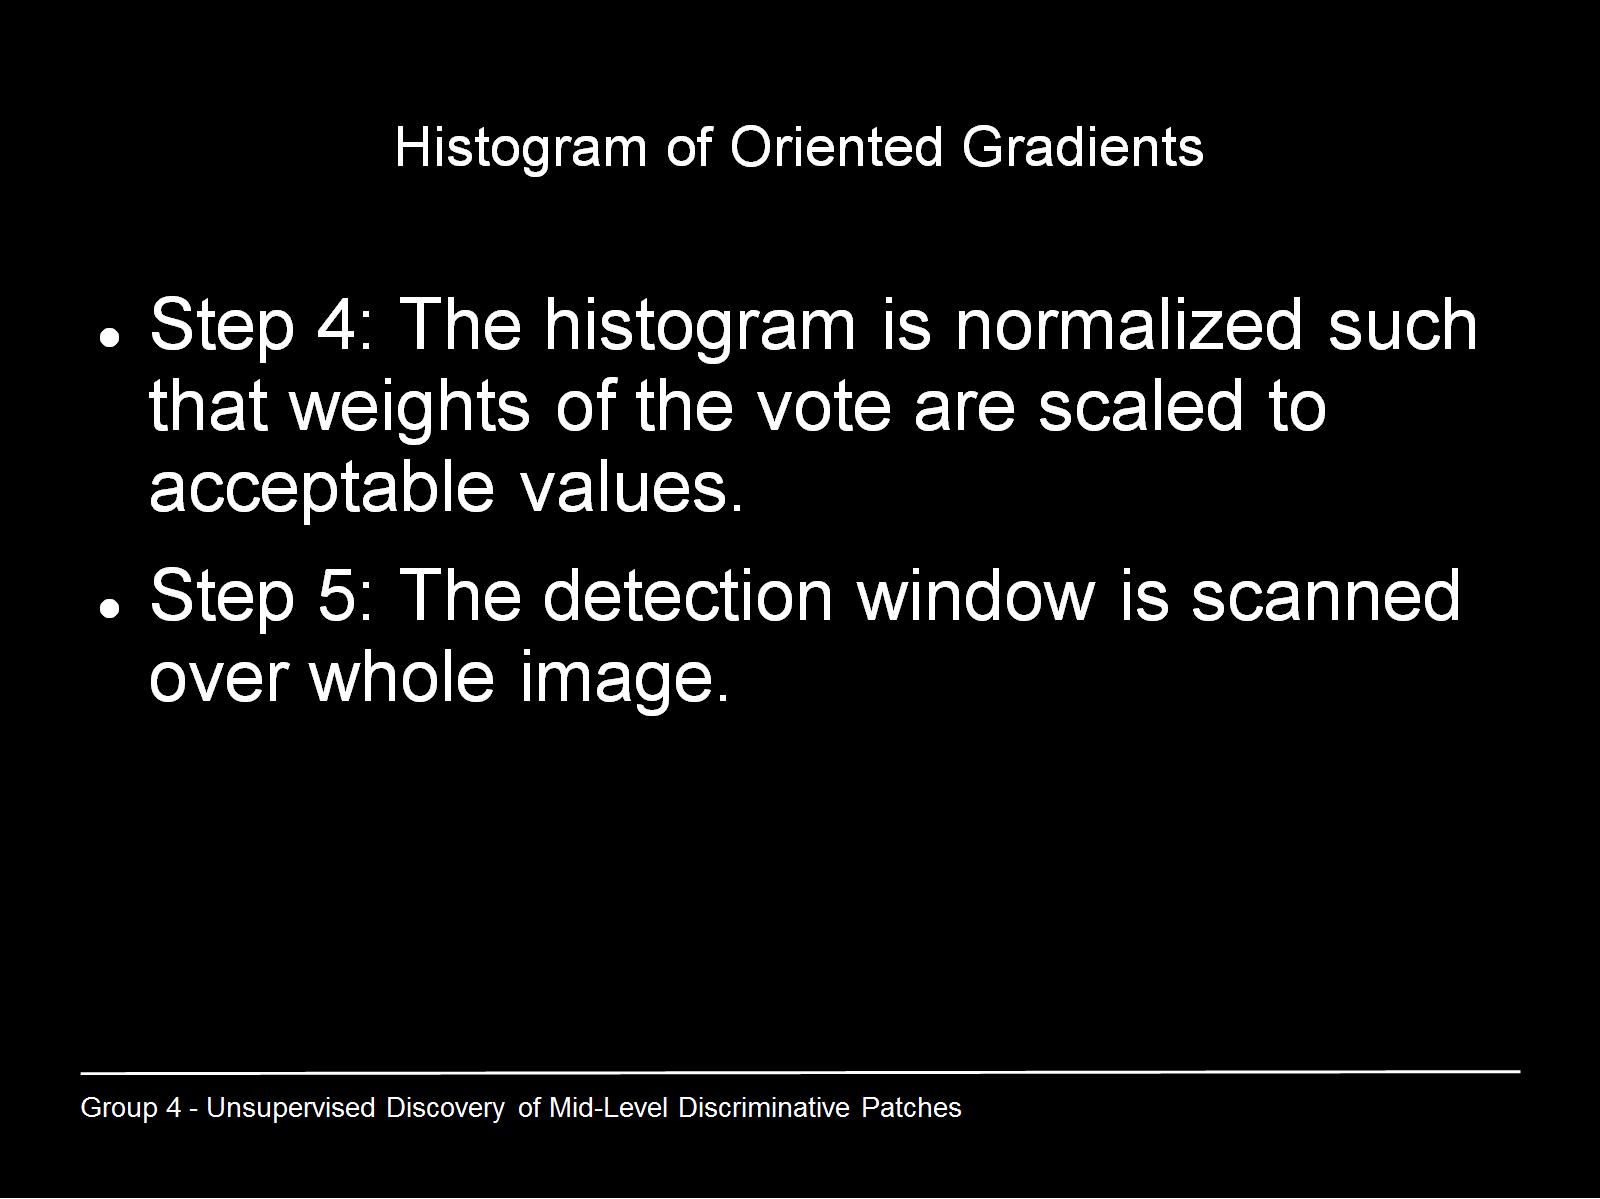 Histogram of Oriented Gradients
● Step 4: The histogram is normalized such
that weights of the vote are scaled to
acceptable values.
● Step 5: The detection window is scanned
over whole image.
Group 4 - Unsupervised Discovery of Mid-Level Discriminative Patches